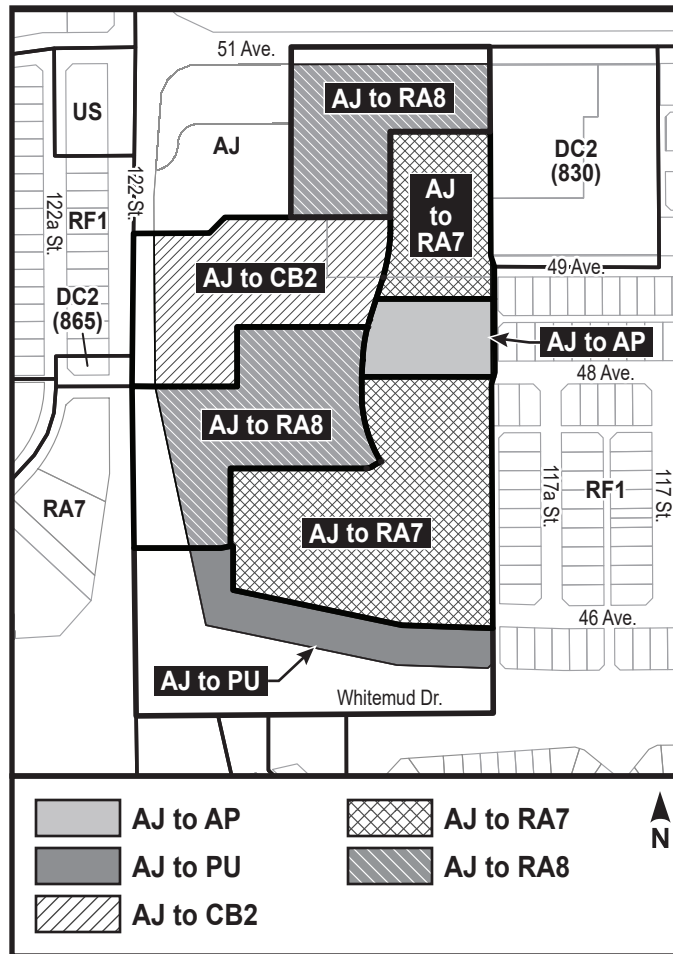 51 Ave.
AJ to RA8
US
AJ
DC2
(830)
122a St.
122 St.
RF1
AJ
to
RA7
49 Ave.
AJ to CB2
DC2
(865)
AJ to AP
48 Ave.
AJ to RA8
RA7
117a St.
RF1
117 St.
AJ to RA7
46 Ave.
AJ to PU
Whitemud Dr.
AJ to AP
AJ to RA7
N
AJ to PU
AJ to RA8
AJ to CB2